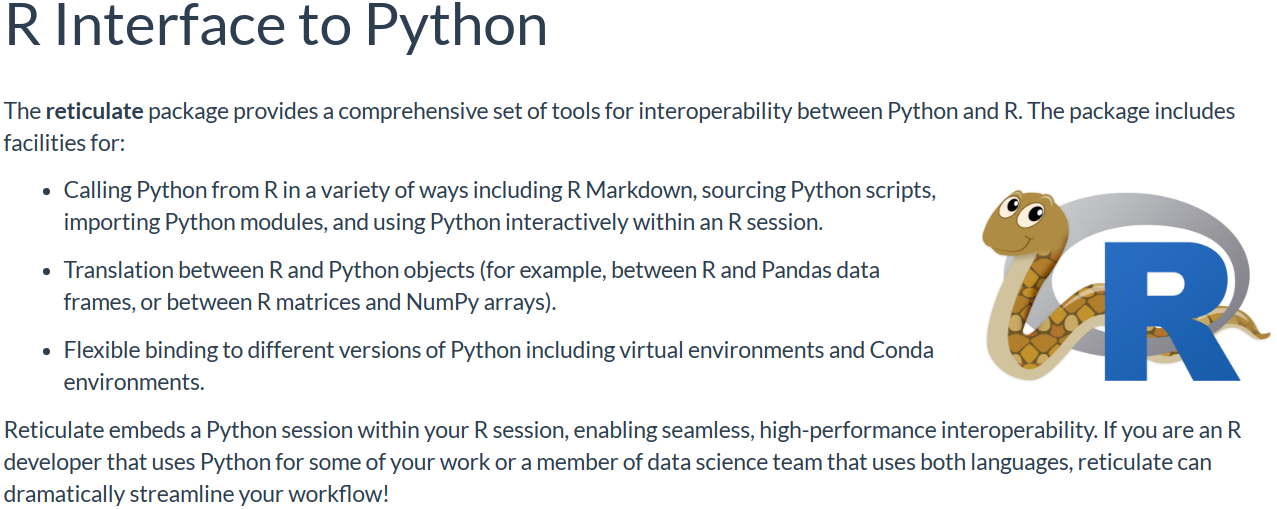 R Interface to Python
The reticulate package provides a comprehensive set of tools for interoperability between Python and R. The package includes
facilities for:
• Calling Python from R in a variety of ways including R Markdown, sourcing Python scripts,
importing Python modules, and using Python interactively within an R session.
• Translation between R and Python objects (for example, between R and Pandas data
frames, or between R matrices and NumPy arrays).
• Flexible binding to different versions of Python including virtual environments and Conda
environments.
R
Reticulate embeds a Python session within your R session, enabling seamless, high-performance interoperability. If you are an R
developer that uses Python for some of your work or a member of data science team that uses both languages, reticulate can
dramatically streamline your workflow!